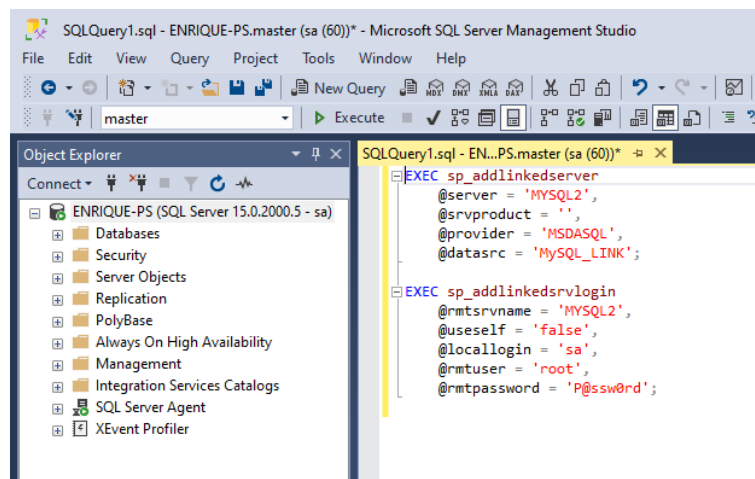 SQLQuery1.sql - ENRIQUE-PS.master (sa (60))* - Microsoft SQL Server Management Studio
File Edit View Query Project Tools Window Help
New Query MDX DMX XMLA DAX
master Execute
Object Explorer
Connect
ENRIQUE-PS (SQL Server 15.0.2000.5 - sa)
Databases
Security
Server Objects
Replication
PolyBase
Always On High Availability
Management
Integration Services Catalogs
SQL Server Agent
XEvent Profiler
SQLQuery1.sql - EN...PS.master (sa (60))*
EXEC sp_addlinkedserver
@server = 'MYSQL2',
@srvproduct = '',
@provider = 'MSDASQL',
@datasrc = 'MySQL_LINK';
EXEC sp_addlinkedsrvlogin
@rmtsrvname = 'MYSQL2',
@useself = 'false',
@locallogin = 'sa',
@rmtuser = 'root',
@rmtpassword = 'P@ssw0rd';